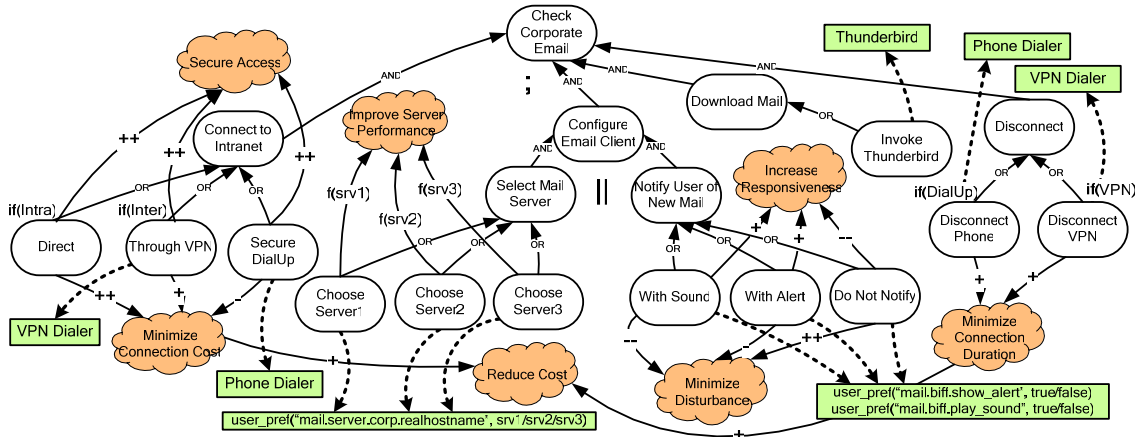 Check
Corporate
Email
Thunderbird
Phone Dialer
VPN Dialer
Secure Access
AND
AND
AND
AND
;
Download Mail
OR
Improve Server
Performance
Connect to
Intranet
Configure
Email Client
Invoke
Thunderbird
Disconnect
++
++
++
AND
AND
Increase
Responsiveness
Select Mail
Server
||
Notify User of
New Mail
f(srv1)
f(srv2)
f(srv3)
if(DialUp)
if(VPN)
OR
OR
OR
OR
OR
if(Intra)
if(Inter)
Direct
Through VPN
Secure
DialUp
OR
OR
OR
OR
OR
OR
+
+
--
Disconnect
Phone
Disconnect
VPN
Choose
Server1
Choose
Server2
Choose
Server3
With Sound
With Alert
Do Not Notify
++
+
-
+
+
VPN Dialer
Minimize
Connection Cost
--
-
++
Minimize
Connection
Duration
+
Phone Dialer
Reduce Cost
Minimize
Disturbance
user_pref("mail.server.corp.realhostname", srv1/srv2/srv3)
user_pref("mail.biff.show_alert", true/false)
user_pref("mail.biff.play_sound", true/false)
+